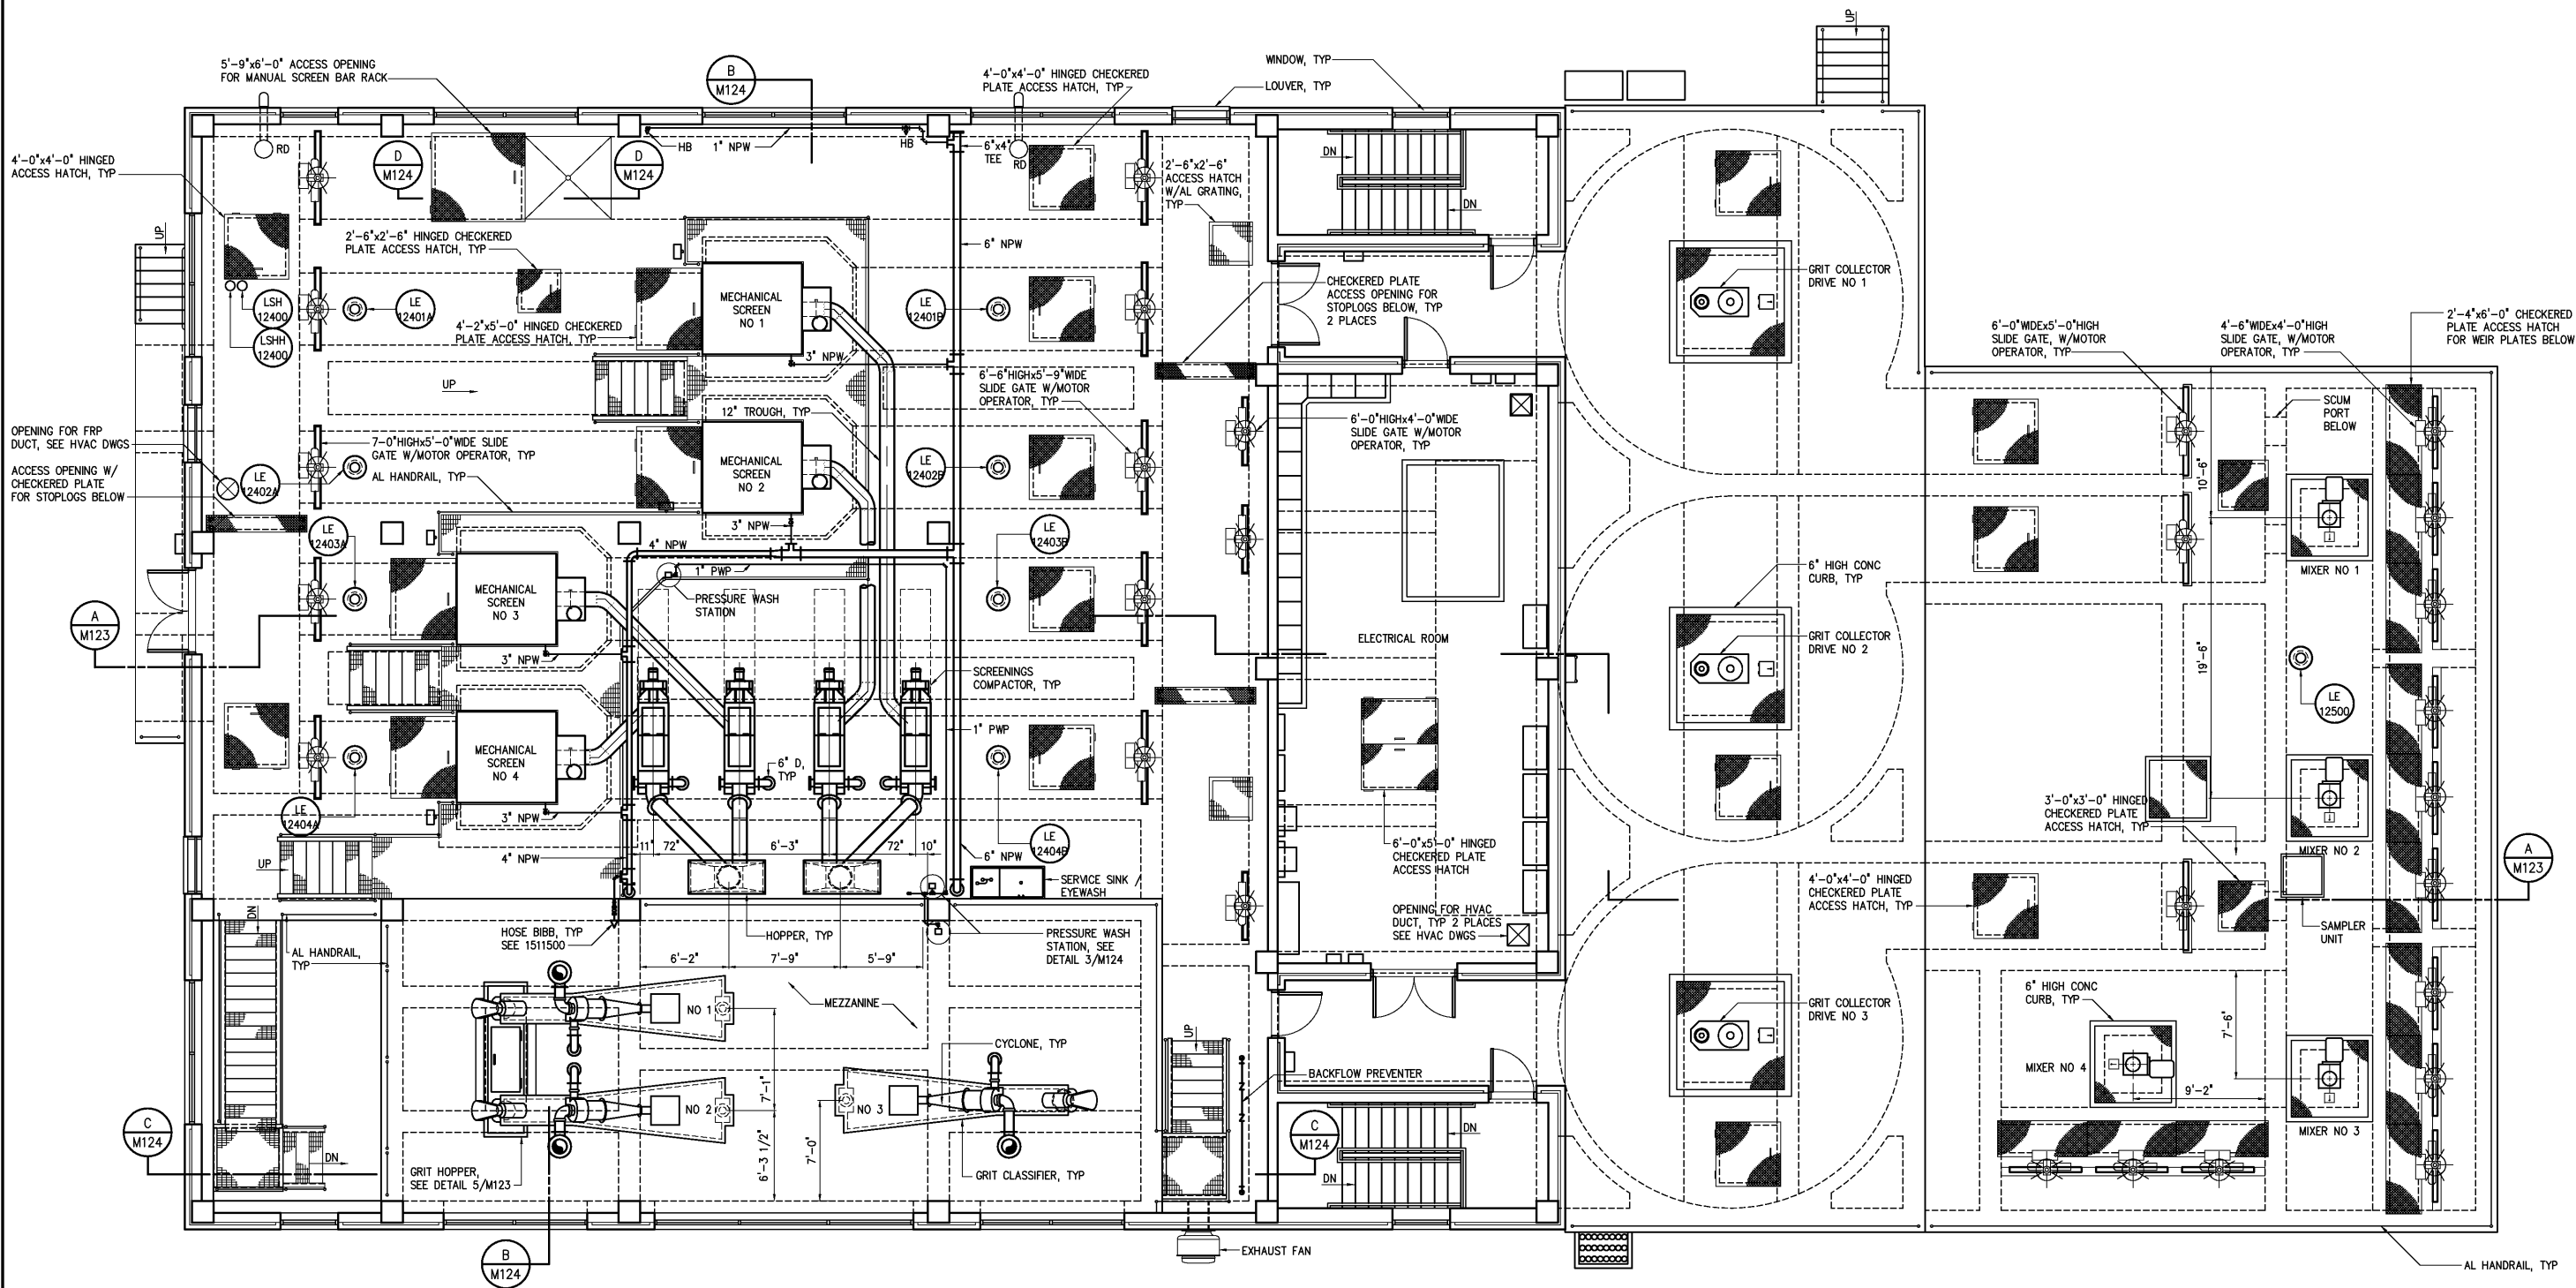 UP
5'-9"x6'-0" ACCESS OPENING
FOR MANUAL SCREEN BAR RACK
B
M124
4'-0"x4'-0" HINGED CHECKERED
PLATE ACCESS HATCH, TYP
WINDOW, TYP
LOUVER, TYP
4'-0"x4'-0" HINGED
ACCESS HATCH, TYP
RD
D
M124
D
M124
HB
1" NPW
HB
6"x4"
TEE
RD
2'-6"x2'-6"
ACCESS HATCH
W/AL GRATING,
TYP
DN
DN
UP
2'-6"x2'-6" HINGED CHECKERED
PLATE ACCESS HATCH, TYP
6" NPW
LSH
12400
LSHH
12400
LE
12401A
4'-2"x5'-0" HINGED CHECKERED
PLATE ACCESS HATCH, TYP
MECHANICAL
SCREEN
NO 1
LE
12401B
CHECKERED PLATE
ACCESS OPENING FOR
STOPLOGS BELOW, TYP
2 PLACES
GRIT COLLECTOR
DRIVE NO 1
6'-0"WIDEx5'-0"HIGH
SLIDE GATE, W/MOTOR
OPERATOR, TYP
4'-6"WIDEx4'-0"HIGH
SLIDE GATE, W/MOTOR
OPERATOR, TYP
2'-4"x6'-0" CHECKERED
PLATE ACCESS HATCH
FOR WEIR PLATES BELOW
3" NPW
UP
6'-6"HIGHx5'-9"WIDE
SLIDE GATE W/MOTOR
OPERATOR, TYP
12" TROUGH, TYP
6'-0"HIGHx4'-0"WIDE
SLIDE GATE W/MOTOR
OPERATOR, TYP
SCUM
PORT
BELOW
OPENING FOR FRP
DUCT, SEE HVAC DWGS
7-0"HIGHx5'-0"WIDE SLIDE
GATE W/MOTOR OPERATOR, TYP
ACCESS OPENING W/
CHECKERED PLATE
FOR STOPLOGS BELOW
LE
12402A
AL HANDRAIL, TYP
MECHANICAL
SCREEN
NO 2
LE
12402B
10'-6"
3" NPW
LE
12403A
4" NPW
LE
12403B
1" PWP
MIXER NO 1
MECHANICAL
SCREEN
NO 3
PRESSURE WASH
STATION
6" HIGH CONC
CURB, TYP
A
M123
ELECTRICAL ROOM
GRIT COLLECTOR
DRIVE NO 2
3" NPW
SCREENINGS
COMPACTOR, TYP
19'-6"
LE
12500
MECHANICAL
SCREEN
NO 4
1" PWP
6" D,
TYP
LE
12404A
3" NPW
LE
12404B
3'-0"x3'-0" HINGED
CHECKERED PLATE
ACCESS HATCH, TYP
UP
4" NPW
11"
72"
6'-3"
72"
10"
6" NPW
6'-0"x5'-0" HINGED
CHECKERED PLATE
ACCESS HATCH
MIXER NO 2
A
M123
SERVICE SINK /
EYEWASH
4'-0"x4'-0" HINGED
CHECKERED PLATE
ACCESS HATCH, TYP
DN
OPENING FOR HVAC
DUCT, TYP 2 PLACES
SEE HVAC DWGS
SAMPLER
UNIT
HOSE BIBB, TYP
SEE 1511500
HOPPER, TYP
PRESSURE WASH
STATION, SEE
DETAIL 3/M124
AL HANDRAIL,
TYP
6'-2"
7'-9"
5'-9"
6" HIGH CONC
CURB, TYP
NO 1
MEZZANINE
GRIT COLLECTOR
DRIVE NO 3
7'-6"
CYCLONE, TYP
UP
MIXER NO 4
BACKFLOW PREVENTER
9'-2"
7'-1"
NO 2
NO 3
C
M124
C
M124
DN
MIXER NO 3
DN
GRIT HOPPER,
SEE DETAIL 5/M123
6'-3 1/2"
7'-0"
GRIT CLASSIFIER, TYP
DN
B
M124
EXHAUST FAN
AL HANDRAIL, TYP